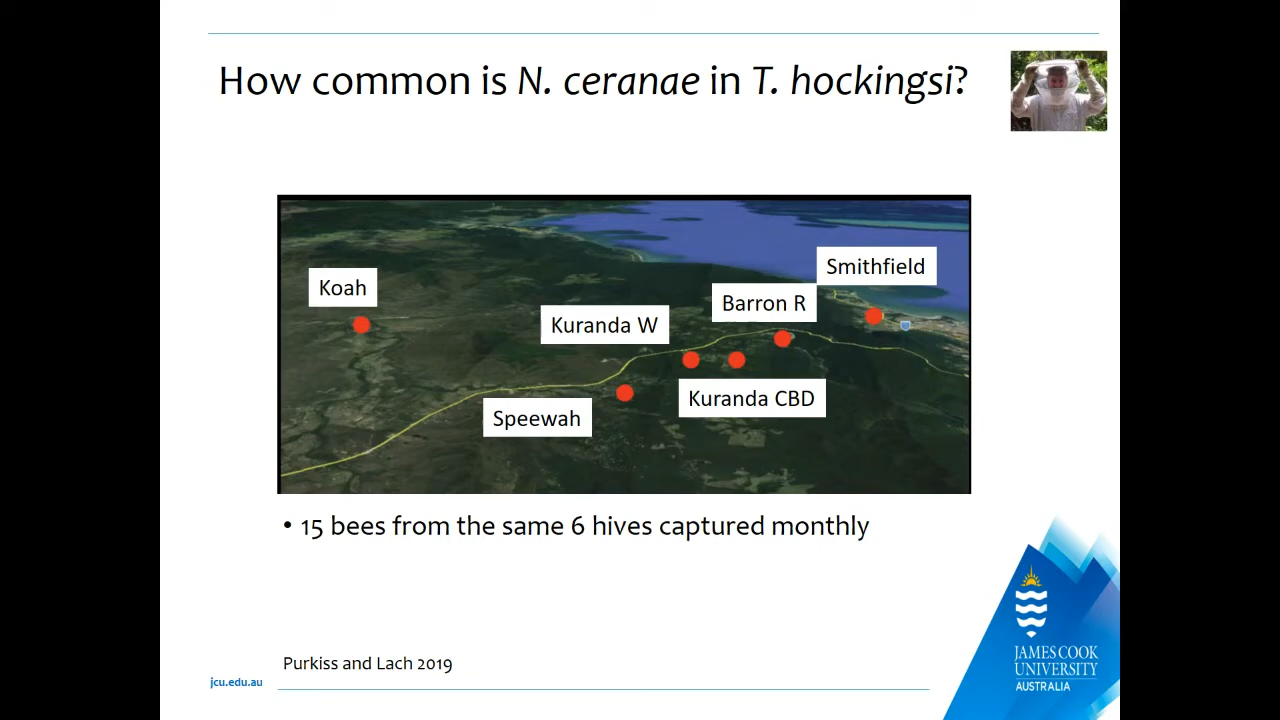 How common is N. ceranae in T. hockingsi?
Smithfield
Koah
Barron R
Kuranda W
Kuranda CBD
Speewah
• 15 bees from the same 6 hives captured monthly
Purkiss and Lach 2019
jcu.edu.au
JAMES COOK
UNIVERSITY
AUSTRALIA